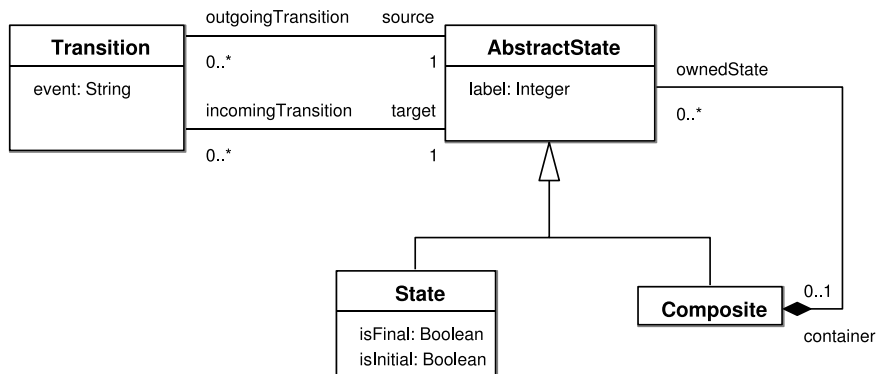 outgoingTransition source
Transition
AbstractState
0..* 1
ownedState
event: String
label: Integer
incomingTransition target
0..*
0..* 1
State
0..1
Composite
container
isFinal: Boolean
isInitial: Boolean